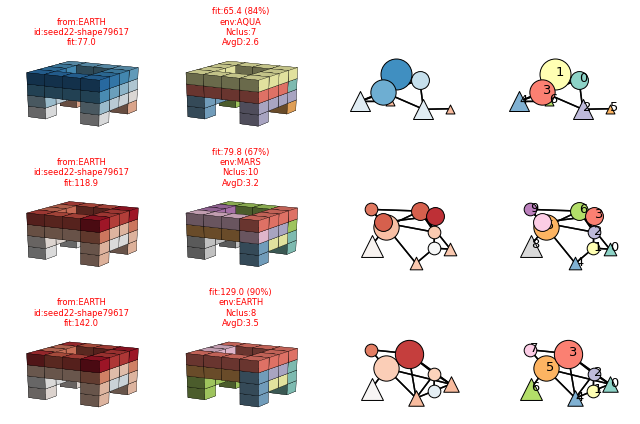 from:EARTH
id:seed22-shape79617
fit:77.0
fit:65.4 (84%)
env:AQUA
Nclus:7
AvgD:2.6
1
0
3
4
6
2
5
from:EARTH
id:seed22-shape79617
fit:118.9
fit:79.8 (67%)
env:MARS
Nclus:10
AvgD:3.2
9
6
3
2
8
1
0
4
from:EARTH
id:seed22-shape79617
fit:142.0
fit:129.0 (90%)
env:EARTH
Nclus:8
AvgD:3.5
7
3
5
2
6
1
0
4